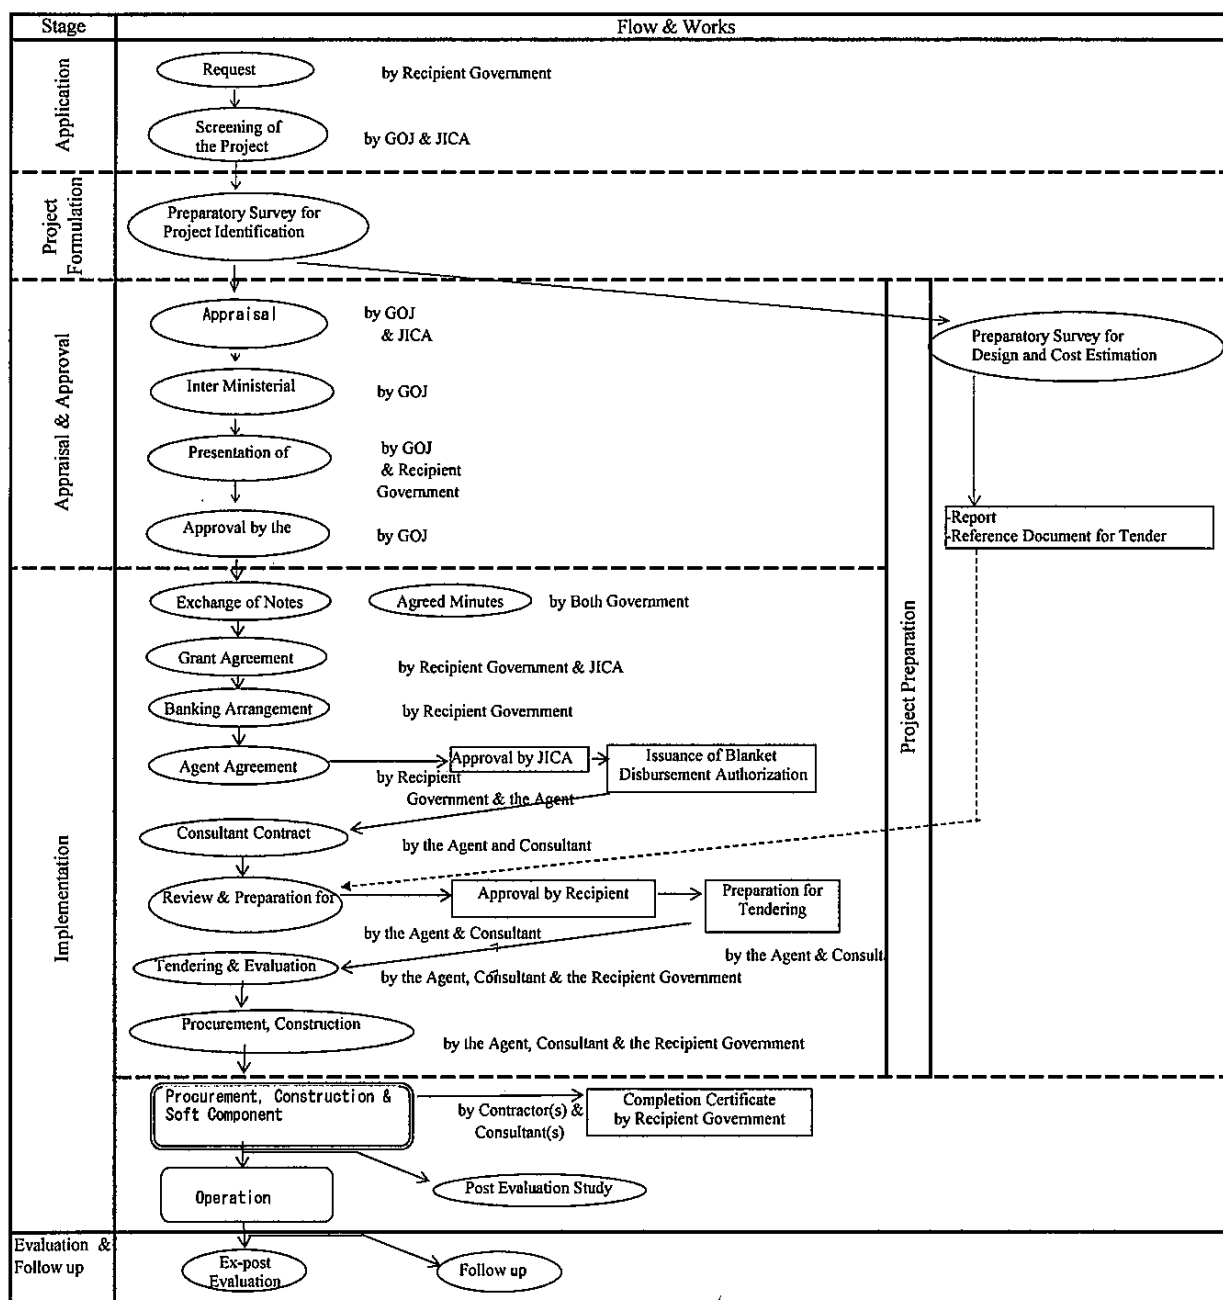 Stage
Flow & Works
Application
Request
by Recipient Government
Screening of
the Project
by GOJ & JICA
Project
Formulation
Preparatory Survey for
Project Identification
Appraisal & Approval
Appraisal
by GOJ
& JICA
Inter Ministerial
by GOJ
Presentation of
by GOJ
& Recipient
Government
Approval by the
by GOJ
Project Preparation
Preparatory Survey for
Design and Cost Estimation
-Report
-Reference Document for Tender
Implementation
Exchange of Notes
Agreed Minutes
by Both Government
Grant Agreement
by Recipient Government & JICA
Banking Arrangement
by Recipient Government
Agent Agreement
Approval by JICA
Issuance of Blanket
Disbursement Authorization
by Recipient
Government & the Agent
Consultant Contract
by the Agent and Consultant
Review & Preparation for
Approval by Recipient
Preparation for
Tendering
by the Agent & Consultant
by the Agent & Consult.
Tendering & Evaluation
by the Agent, Consultant & the Recipient Government
Procurement, Construction
by the Agent, Consultant & the Recipient Government
Procurement, Construction &
Soft Component
by Contractor(s) &
Consultant(s)
Completion Certificate
by Recipient Government
Operation
Post Evaluation Study
Evaluation &
Follow up
Ex-post
Evaluation
Follow up